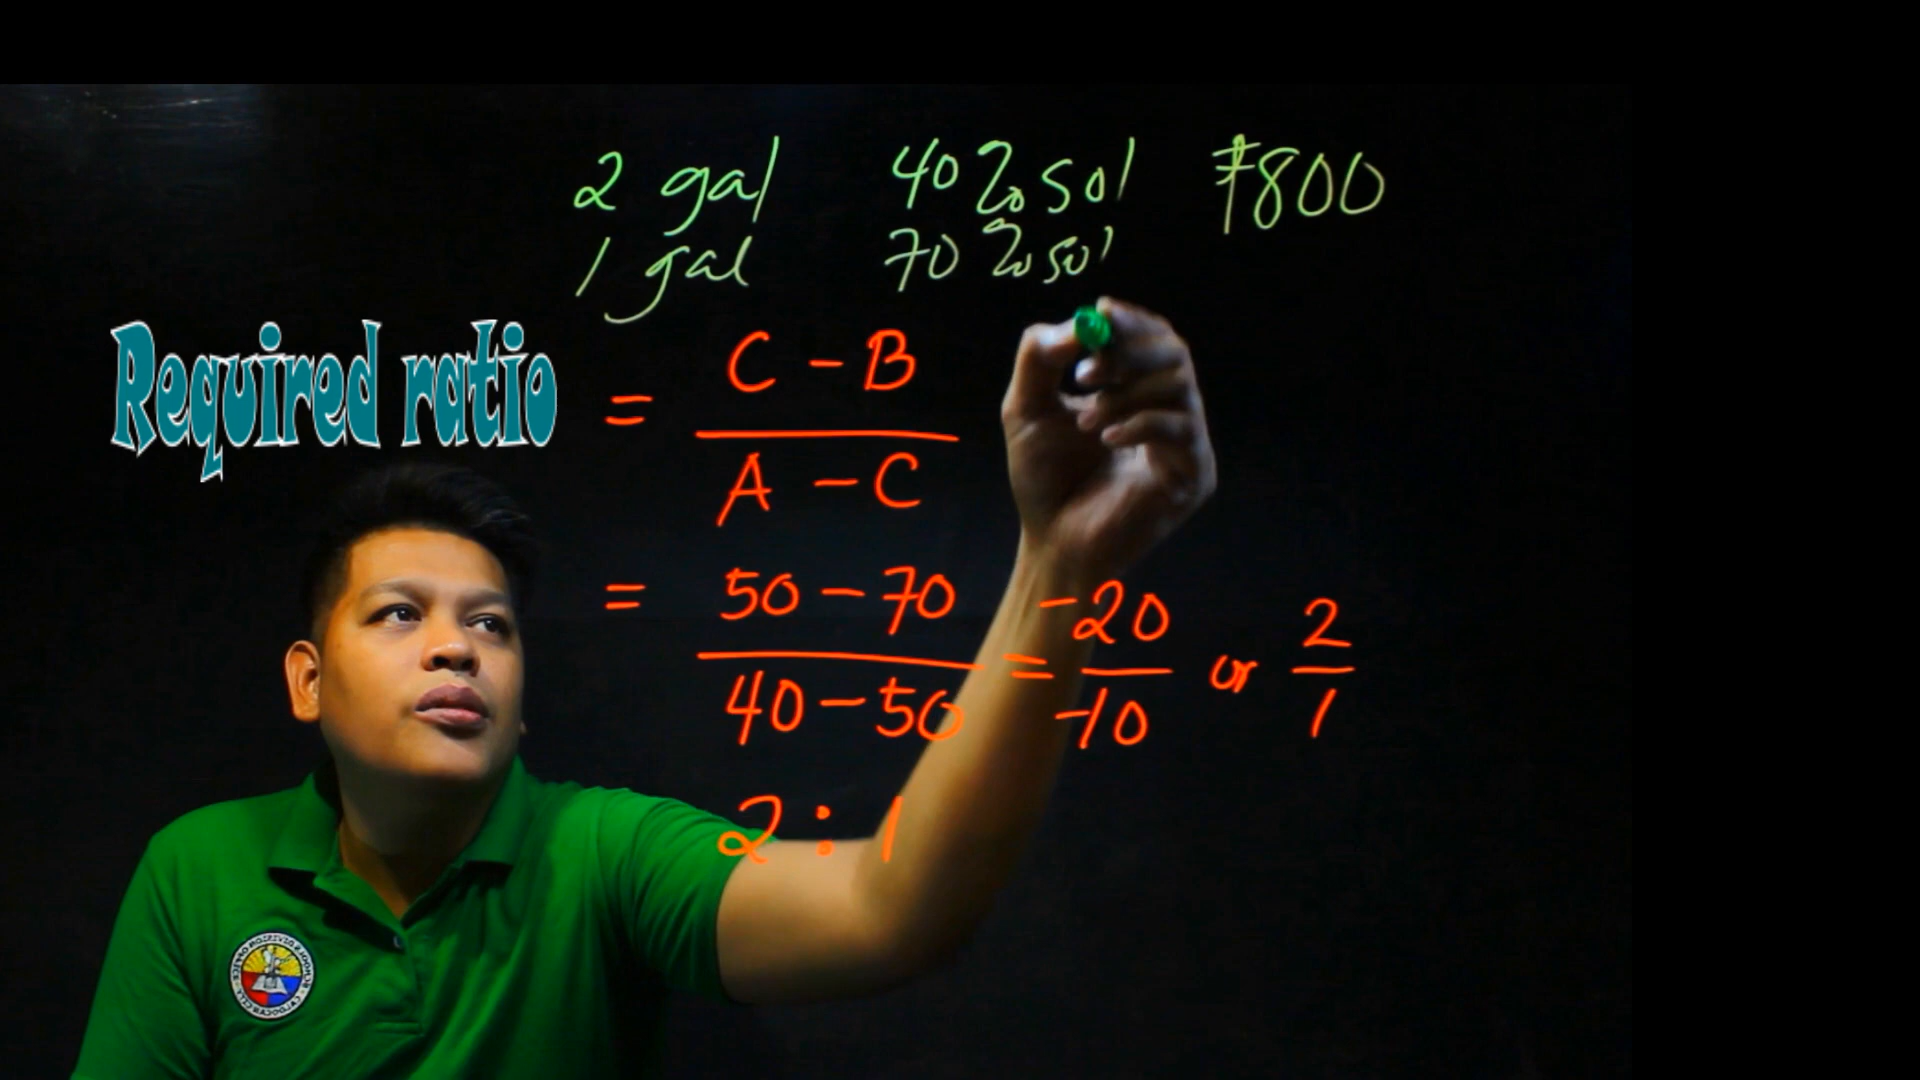 2 gal 40% sol ₱800
1 gal 70% sol
Required ratio
= C - B
A - C
= 50 - 70
40 - 50
= -20
-10
or 2
1
2 : 1